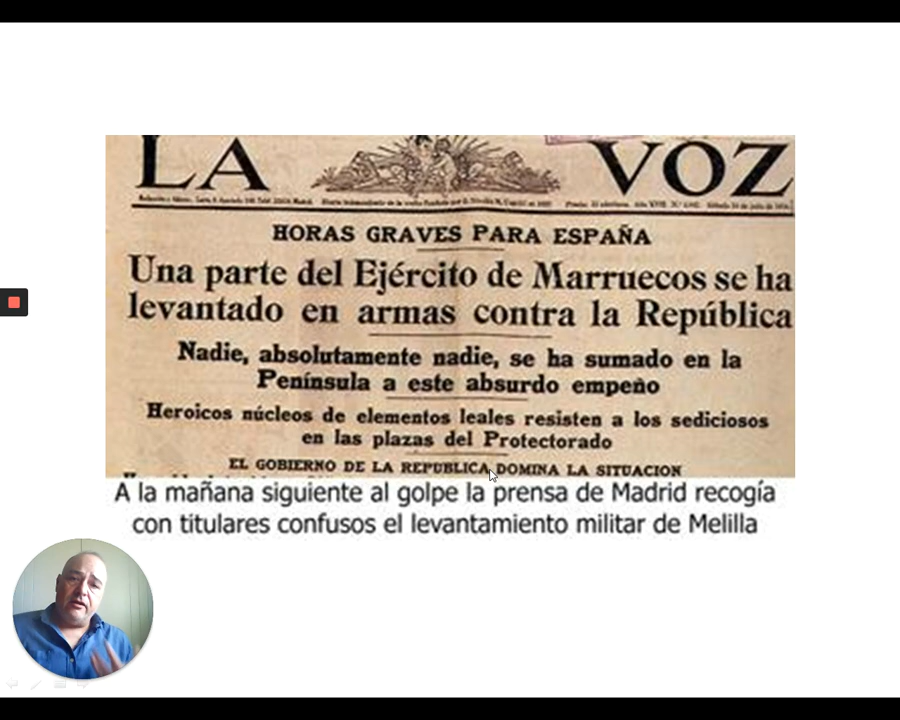 LA VOZ
HORAS GRAVES PARA ESPAÑA
Una parte del Ejército de Marruecos se ha
levantado en armas contra la República
Nadie, absolutamente nadie, se ha sumado en la
Península a este absurdo empeño
Heroicos núcleos de elementos leales resisten a los sediciosos
en las plazas del Protectorado
EL GOBIERNO DE LA REPUBLICA DOMINA LA SITUACION
A la mañana siguiente al golpe la prensa de Madrid recogía
con titulares confusos el levantamiento militar de Melilla